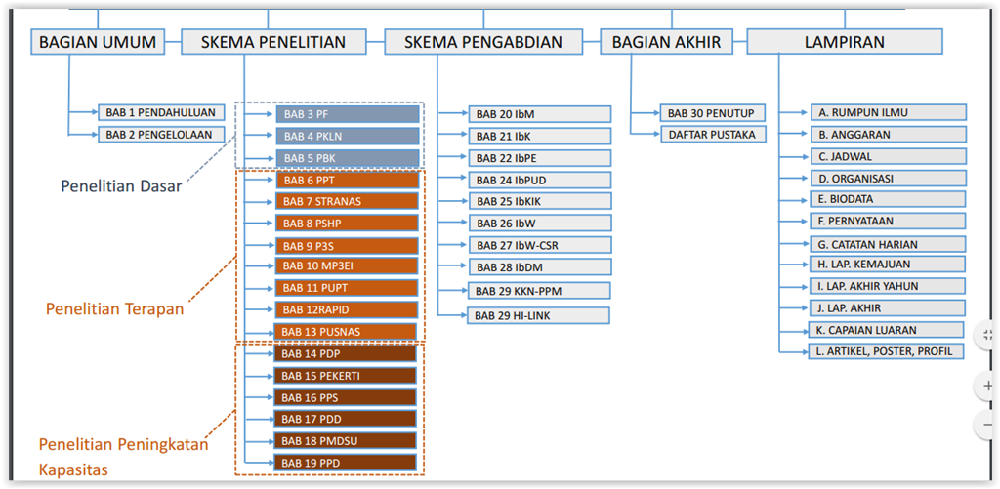 BAGIAN UMUM
SKEMA PENELITIAN
SKEMA PENGABDIAN
BAGIAN AKHIR
LAMPIRAN
BAB 1 PENDAHULUAN
BAB 2 PENGELOLAAN
BAB 3 PF
BAB 4 PKLN
BAB 5 PBK
Penelitian Dasar
BAB 6 PPT
BAB 7 STRANAS
BAB 8 PSHP
BAB 9 P3S
BAB 10 MP3EI
BAB 11 PUPT
BAB 12RAPID
BAB 13 PUSNAS
Penelitian Terapan
BAB 14 PDP
BAB 15 PEKERTI
BAB 16 PPS
BAB 17 PDD
BAB 18 PMDSU
BAB 19 PPD
Penelitian Peningkatan
Kapasitas
BAB 20 IbM
BAB 21 IbK
BAB 22 IbPE
BAB 24 IbPUD
BAB 25 IbKIK
BAB 26 IbW
BAB 27 IbW-CSR
BAB 28 IbDM
BAB 29 KKN-PPM
BAB 29 HI-LINK
BAB 30 PENUTUP
DAFTAR PUSTAKA
A. RUMPUN ILMU
B. ANGGARAN
C. JADWAL
D. ORGANISASI
E. BIODATA
F. PERNYATAAN
G. CATATAN HARIAN
H. LAP. KEMAJUAN
I. LAP. AKHIR YAHUN
J. LAP. AKHIR
K. CAPAIAN LUARAN
L. ARTIKEL, POSTER, PROFIL